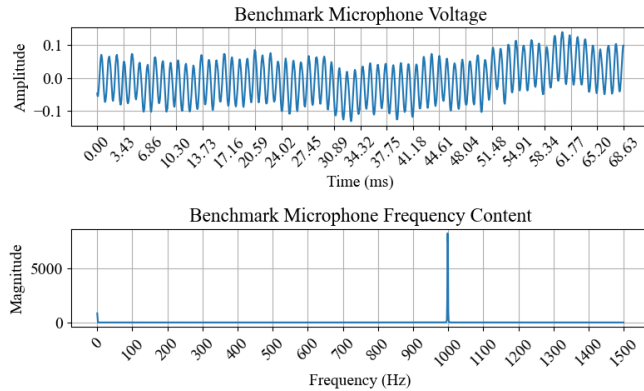 Benchmark Microphone Voltage
0.1
0.0
−0.1
Amplitude
0.00 3.43 6.86 10.30 13.73 17.16 20.59 24.02 27.45 30.89 34.32 37.75 41.18 44.61 48.04 51.48 54.91 58.34 61.77 65.20 68.63
Time (ms)
Benchmark Microphone Frequency Content
5000
0
Magnitude
0 100 200 300 400 500 600 700 800 900 1000 1100 1200 1300 1400 1500
Frequency (Hz)